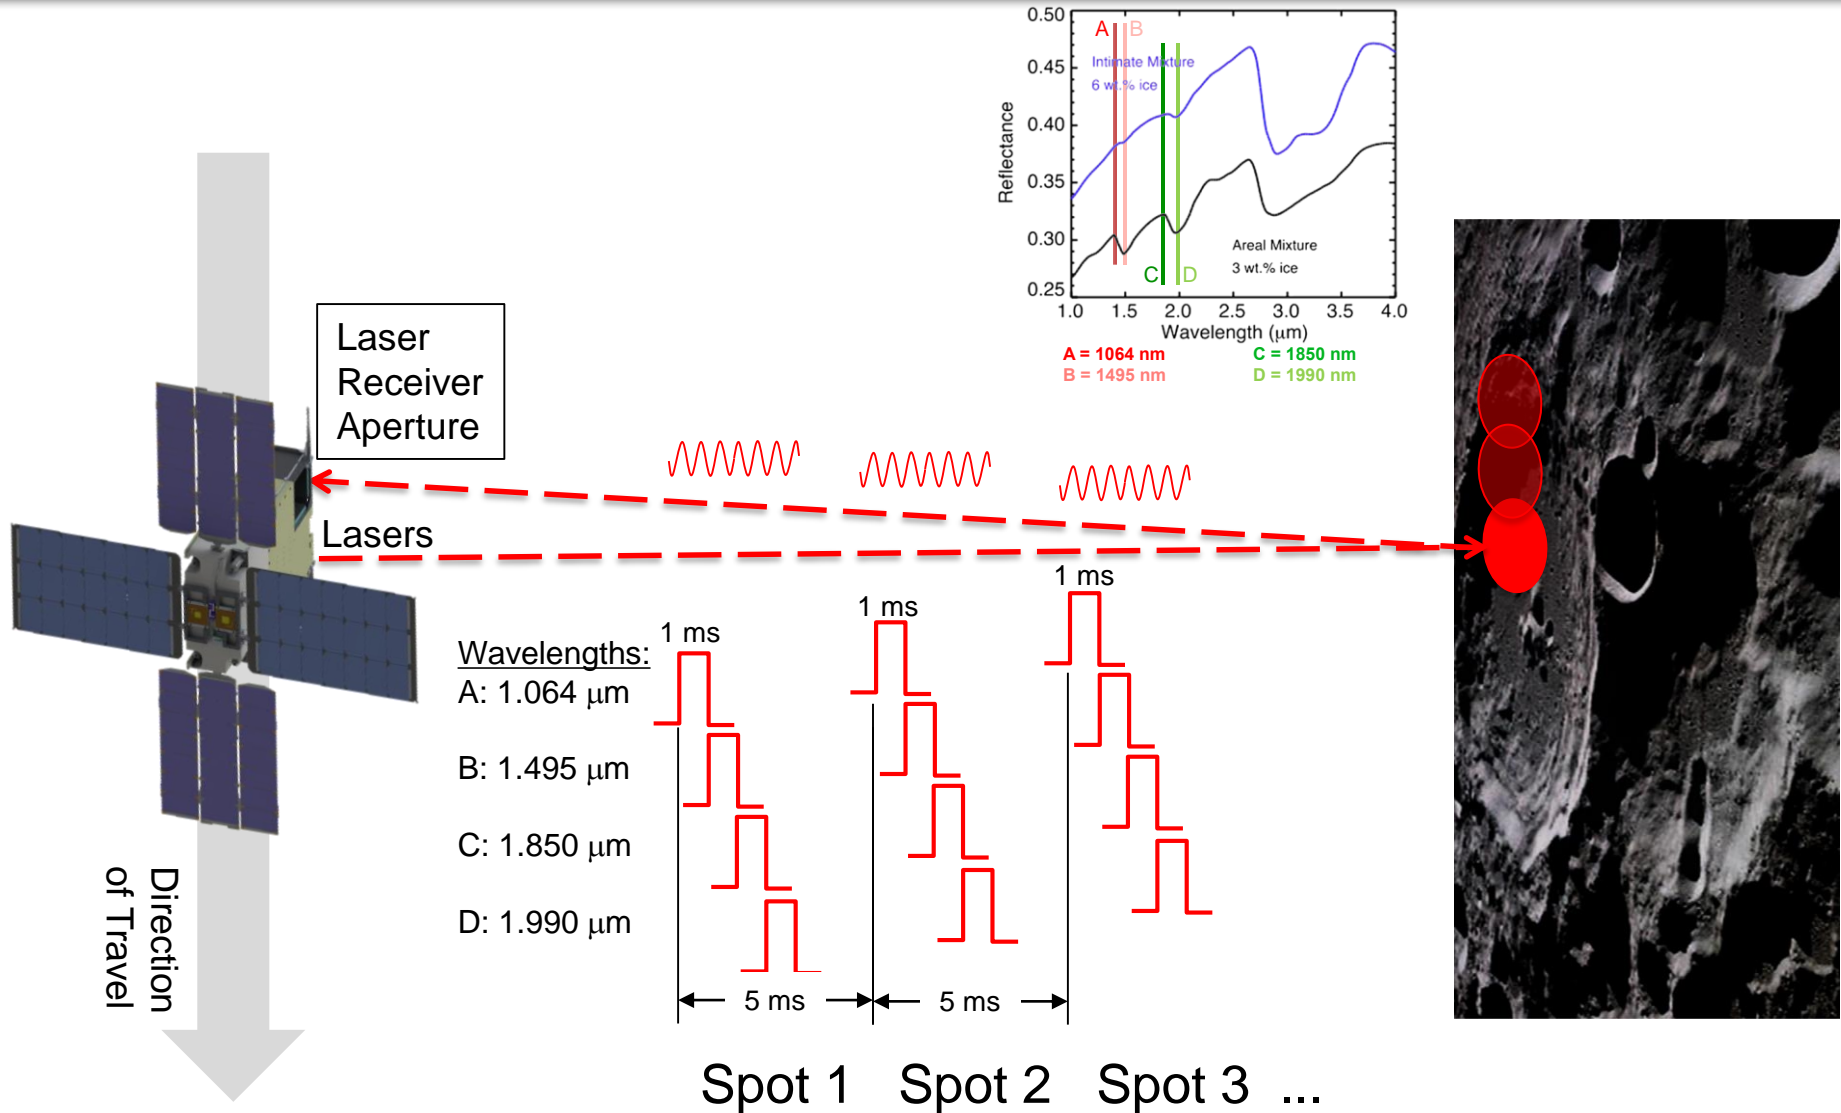 0.50
0.45
0.40
0.35
0.30
0.25
Reflectance
A
B
Intimate Mixture
6 wt.% ice
Areal Mixture
3 wt.% ice
C
D
1.0 1.5 2.0 2.5 3.0 3.5 4.0
Wavelength (μm)
A = 1064 nm
B = 1495 nm
C = 1850 nm
D = 1990 nm
Laser
Receiver
Aperture
Lasers
Wavelengths:
A: 1.064 μm
B: 1.495 μm
C: 1.850 μm
D: 1.990 μm
1 ms
1 ms
1 ms
5 ms
5 ms
Direction
of Travel
Spot 1 Spot 2 Spot 3 ...